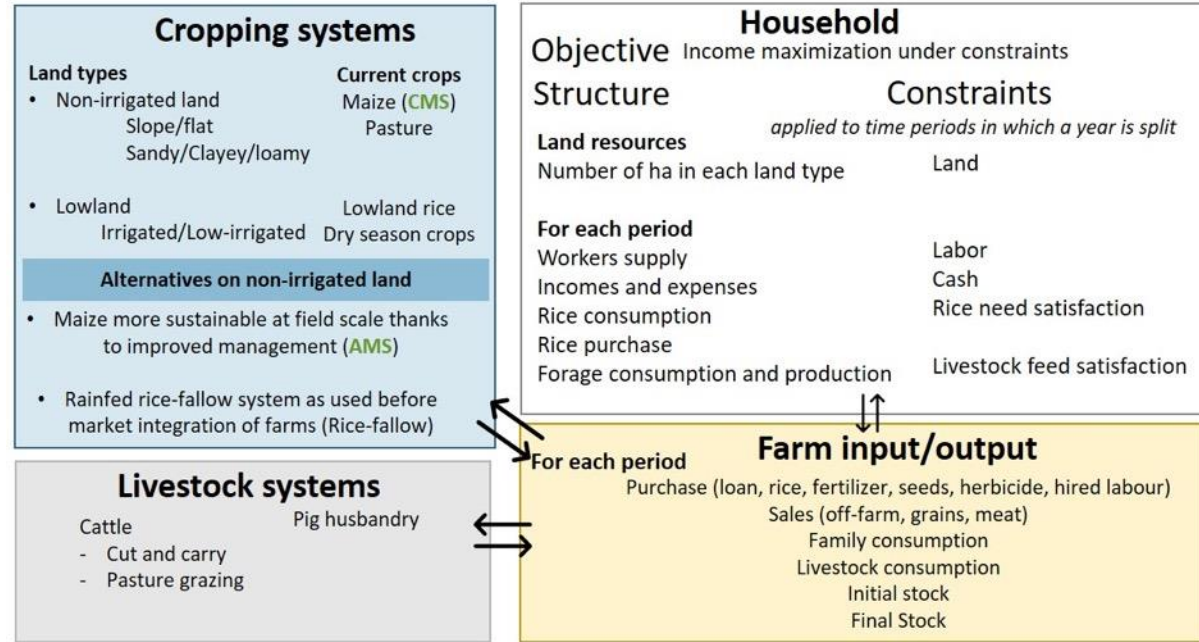 Cropping systems
Land types
Current crops
• Non-irrigated land
Maize (CMS)
Slope/flat
Pasture
Sandy/Clayey/loamy
• Lowland
Lowland rice
Irrigated/Low-irrigated
Dry season crops
Alternatives on non-irrigated land
• Maize more sustainable at field scale thanks
to improved management (AMS)
• Rainfed rice-fallow system as used before
market integration of farms (Rice-fallow)
Household
Objective Income maximization under constraints
Structure
Constraints
applied to time periods in which a year is split
Land resources
Number of ha in each land type
Land
For each period
Workers supply
Labor
Incomes and expenses
Cash
Rice consumption
Rice need satisfaction
Rice purchase
Forage consumption and production
Livestock feed satisfaction
Livestock systems
Cattle
Pig husbandry
- Cut and carry
- Pasture grazing
Farm input/output
For each period
Purchase (loan, rice, fertilizer, seeds, herbicide, hired labour)
Sales (off-farm, grains, meat)
Family consumption
Livestock consumption
Initial stock
Final Stock